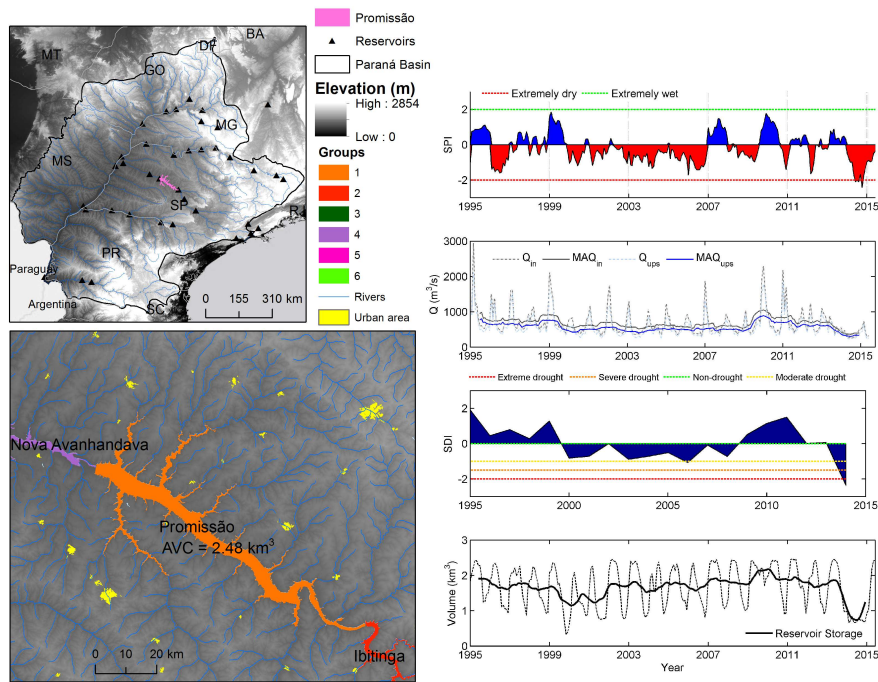 MT
DF
BA
GO
MG
MS
SP
R
PR
SC
Paraguay
Argentina
0 155 310 km
Promissão
Reservoirs
Paraná Basin
Elevation (m)
High : 2854
Low : 0
Groups
1
2
3
4
5
6
Rivers
Urban area
Nova Avanhandava
Promissão
AVC = 2.48 km³
Ibitinga
0 10 20 km
Extremely dry
Extremely wet
SPI
2
0
-2
1995 1999 2003 2007 2011 2015
Q_in MAQ_in Q_ups MAQ_ups
Q (m³/s)
3000
2000
1000
0
1995 1999 2003 2007 2011 2015
Extreme drought Severe drought Non-drought Moderate drought
SDI
2
0
-2
1995 2000 2005 2010 2015
Volume (km³)
3
2
1
0
Reservoir Storage
1995 1999 2003 2007 2011 2015
Year